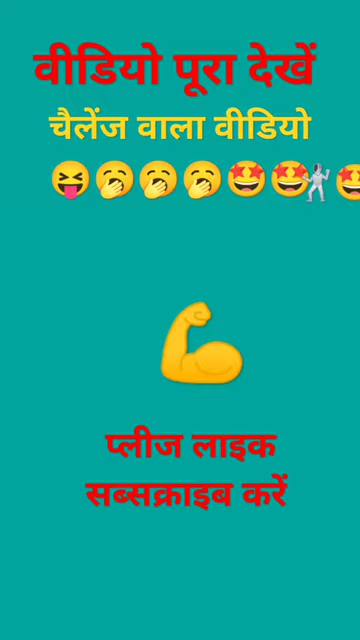 वीडियो पूरा देखें
चैलेंज वाला वीडियो
😝🥱🥱🥱🤩🤩🤺🤩
💪
प्लीज लाइक
सब्सक्राइब करें